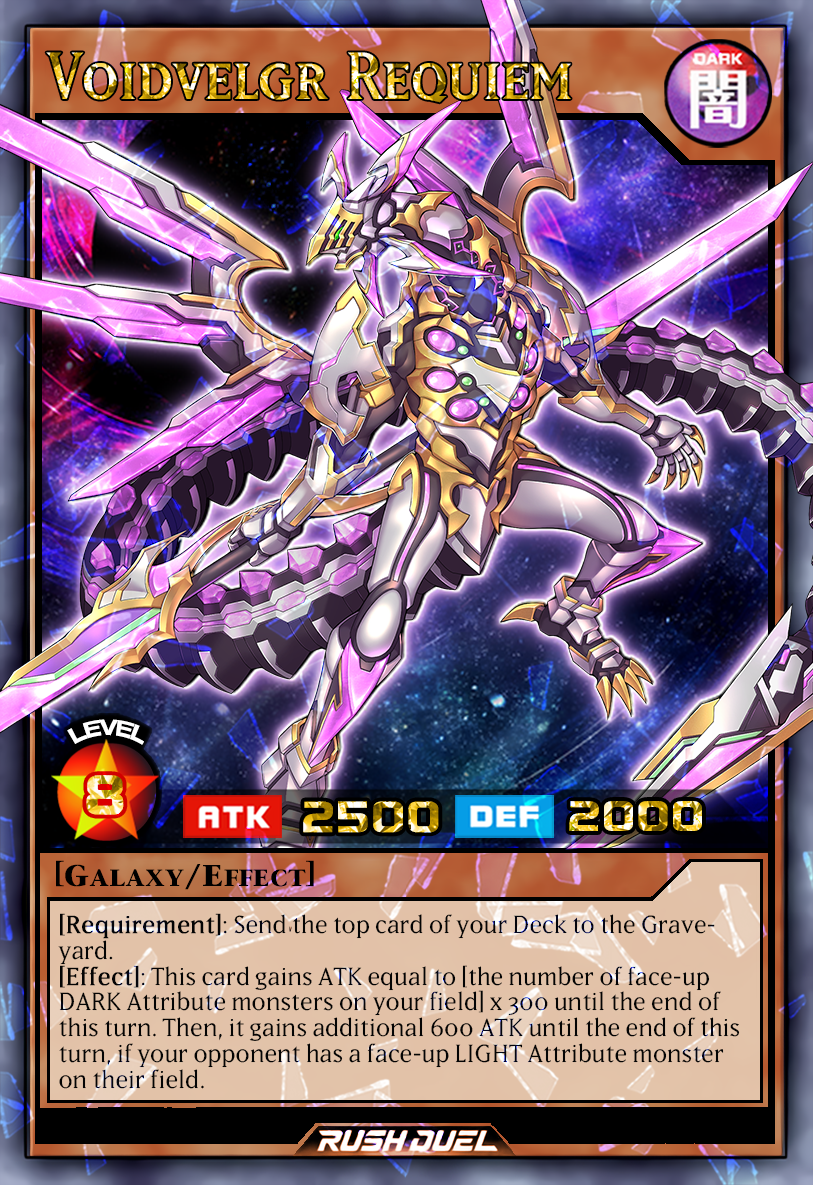 Voidvelgr Requiem
DARK
闇
LEVEL
8
ATK 2500 DEF 2000
[Galaxy/Effect]
[Requirement]: Send the top card of your Deck to the Grave-
yard.
[Effect]: This card gains ATK equal to [the number of face-up
DARK Attribute monsters on your field] x 300 until the end of
this turn. Then, it gains additional 600 ATK until the end of this
turn, if your opponent has a face-up LIGHT Attribute monster
on their field.
RUSH DUEL